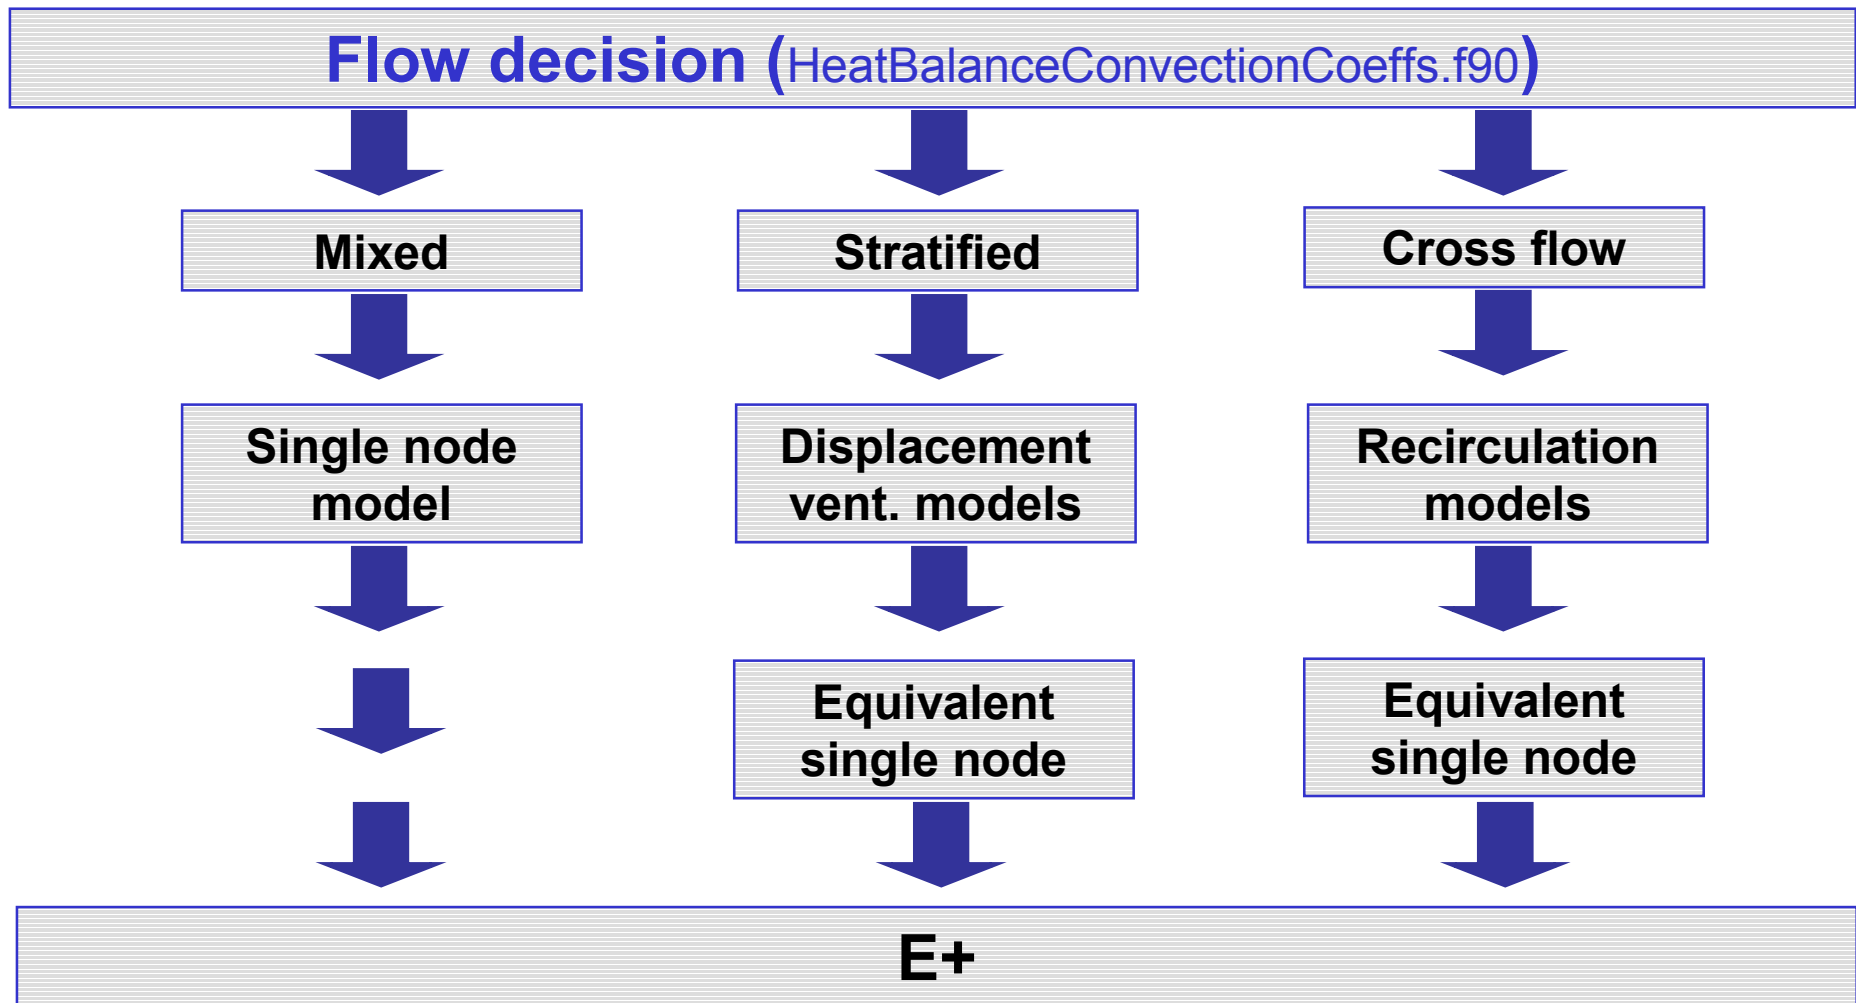 Flow decision (HeatBalanceConvectionCoeffs.f90)
Mixed
Stratified
Cross flow
Single node
model
Displacement
vent. models
Recirculation
models
Equivalent
single node
Equivalent
single node
E+